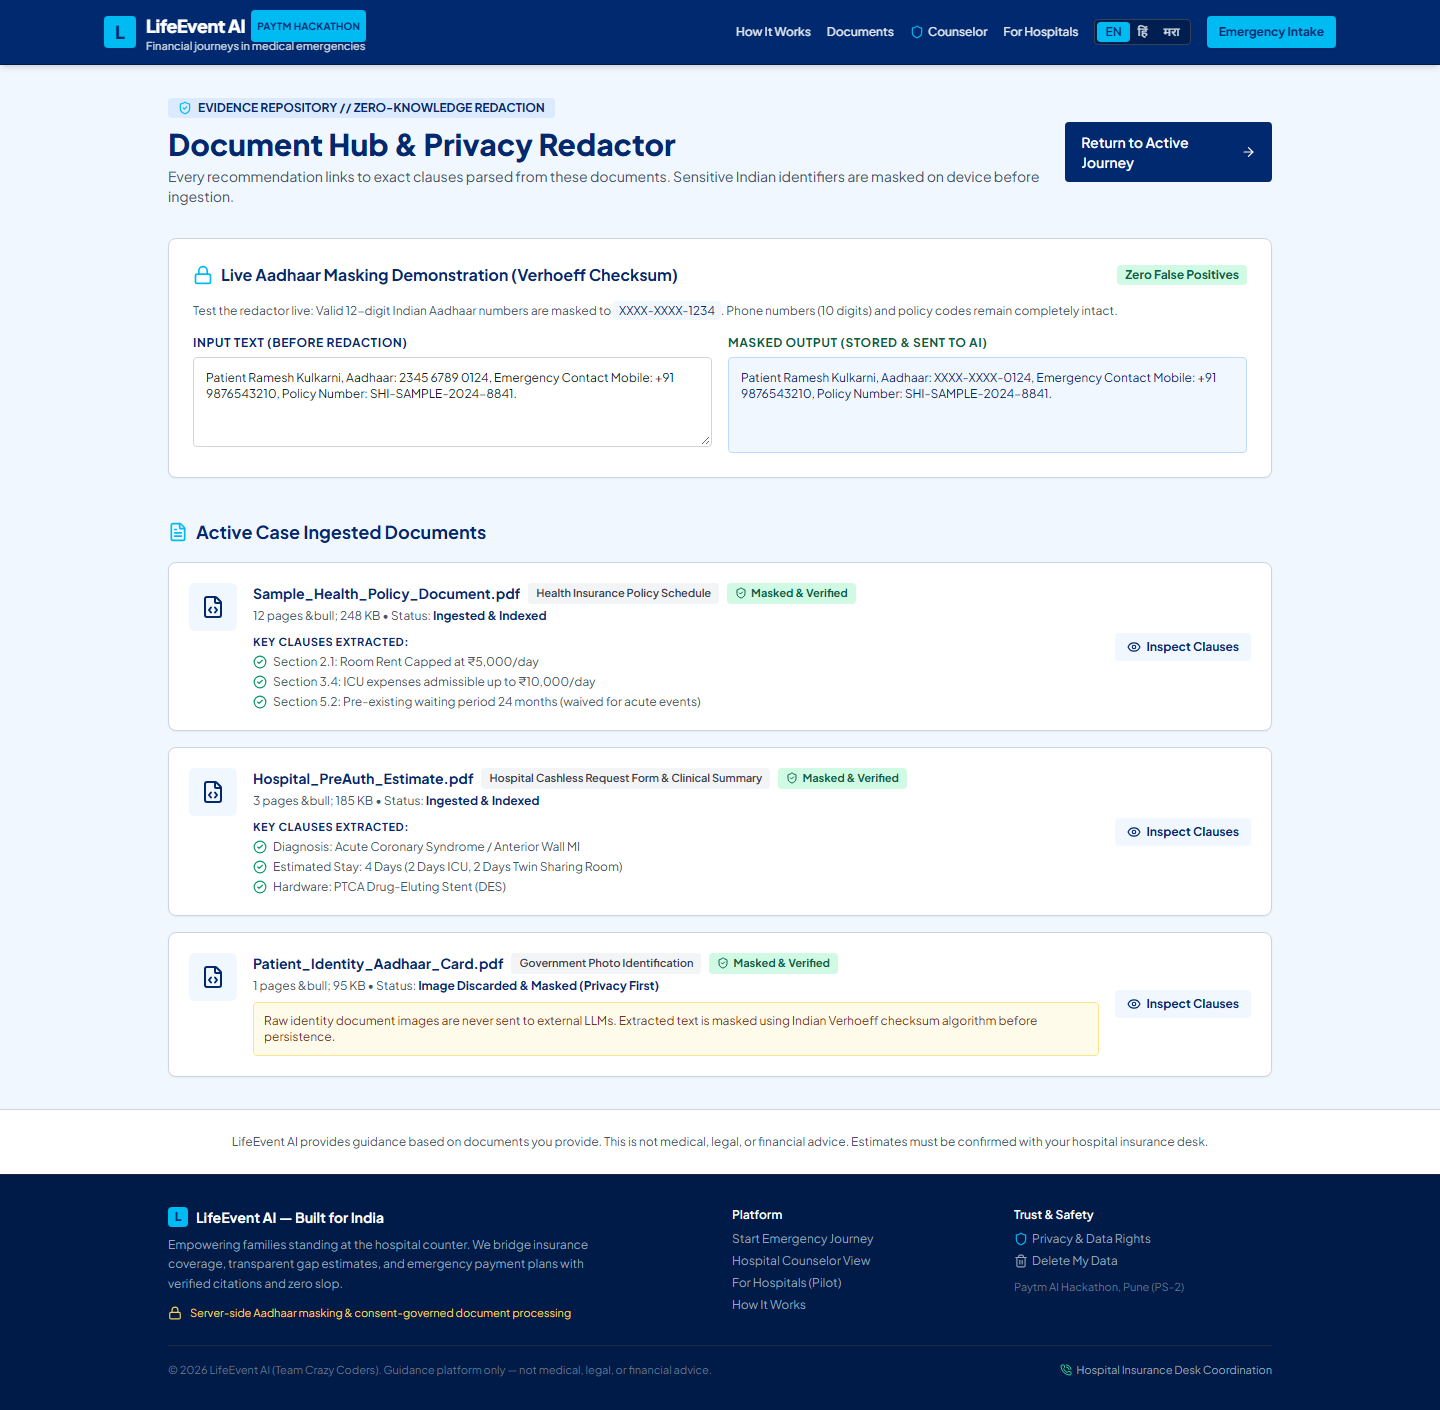 L
LifeEvent AI PAYTM HACKATHON
Financial journeys in medical emergencies
How It Works
Documents
Counselor
For Hospitals
EN हिं मरा
Emergency Intake
EVIDENCE REPOSITORY // ZERO-KNOWLEDGE REDACTION
Document Hub & Privacy Redactor
Every recommendation links to exact clauses parsed from these documents. Sensitive Indian identifiers are masked on device before
ingestion.
Return to Active
Journey
Live Aadhaar Masking Demonstration (Verhoeff Checksum)
Zero False Positives
Test the redactor live: Valid 12-digit Indian Aadhaar numbers are masked to XXXX-XXXX-1234 . Phone numbers (10 digits) and policy codes remain completely intact.
INPUT TEXT (BEFORE REDACTION)
Patient Ramesh Kulkarni, Aadhaar: 2345 6789 0124, Emergency Contact Mobile: +91
9876543210, Policy Number: SHI-SAMPLE-2024-8841.
MASKED OUTPUT (STORED & SENT TO AI)
Patient Ramesh Kulkarni, Aadhaar: XXXX-XXXX-0124, Emergency Contact Mobile: +91
9876543210, Policy Number: SHI-SAMPLE-2024-8841.
Active Case Ingested Documents
Sample_Health_Policy_Document.pdf Health Insurance Policy Schedule Masked & Verified
12 pages &bull; 248 KB • Status: Ingested & Indexed
KEY CLAUSES EXTRACTED:
Section 2.1: Room Rent Capped at ₹5,000/day
Section 3.4: ICU expenses admissible up to ₹10,000/day
Section 5.2: Pre-existing waiting period 24 months (waived for acute events)
Inspect Clauses
Hospital_PreAuth_Estimate.pdf Hospital Cashless Request Form & Clinical Summary Masked & Verified
3 pages &bull; 185 KB • Status: Ingested & Indexed
KEY CLAUSES EXTRACTED:
Diagnosis: Acute Coronary Syndrome / Anterior Wall MI
Estimated Stay: 4 Days (2 Days ICU, 2 Days Twin Sharing Room)
Hardware: PTCA Drug-Eluting Stent (DES)
Inspect Clauses
Patient_Identity_Aadhaar_Card.pdf Government Photo Identification Masked & Verified
1 pages &bull; 95 KB • Status: Image Discarded & Masked (Privacy First)
Raw identity document images are never sent to external LLMs. Extracted text is masked using Indian Verhoeff checksum algorithm before
persistence.
Inspect Clauses
LifeEvent AI provides guidance based on documents you provide. This is not medical, legal, or financial advice. Estimates must be confirmed with your hospital insurance desk.
L LifeEvent AI — Built for India
Empowering families standing at the hospital counter. We bridge insurance
coverage, transparent gap estimates, and emergency payment plans with
verified citations and zero slop.
Server-side Aadhaar masking & consent-governed document processing
Platform
Start Emergency Journey
Hospital Counselor View
For Hospitals (Pilot)
How It Works
Trust & Safety
Privacy & Data Rights
Delete My Data
Paytm AI Hackathon, Pune (PS-2)
© 2026 LifeEvent AI (Team Crazy Coders). Guidance platform only — not medical, legal, or financial advice.
Hospital Insurance Desk Coordination